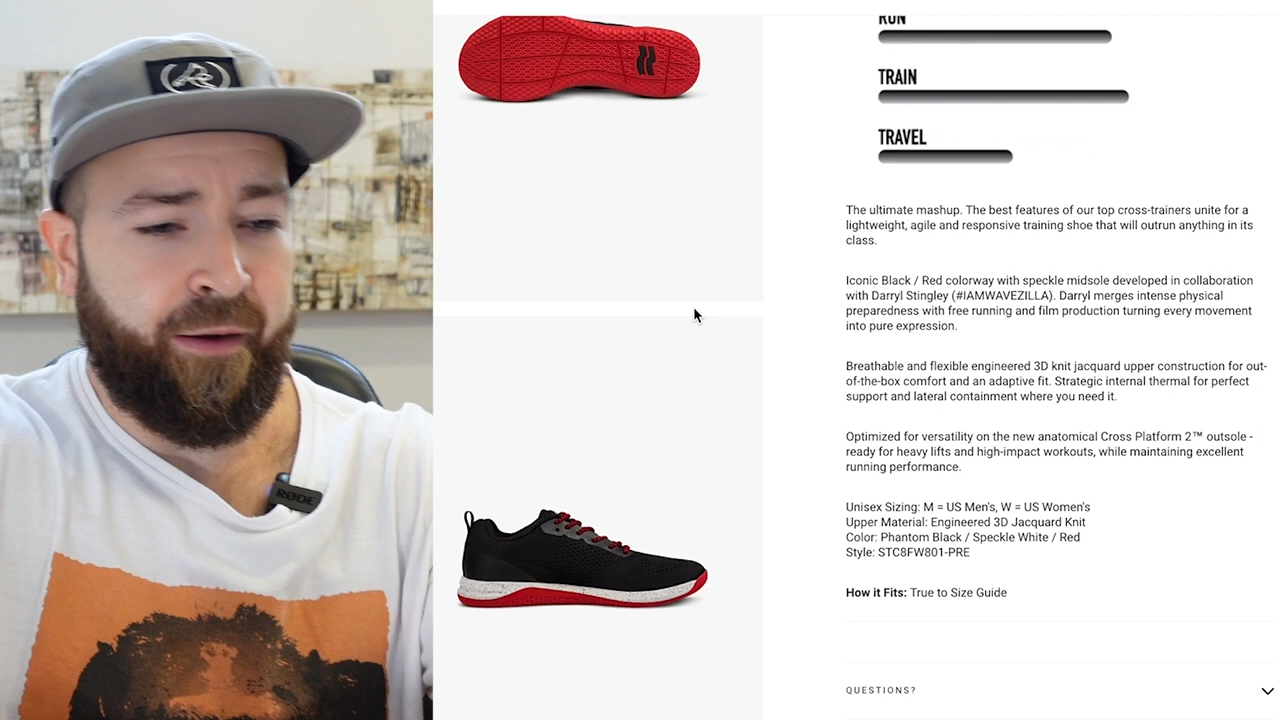 RØDE
RUN
TRAIN
TRAVEL
The ultimate mashup. The best features of our top cross-trainers unite for a
lightweight, agile and responsive training shoe that will outrun anything in its
class.
Iconic Black / Red colorway with speckle midsole developed in collaboration
with Darryl Stingley (#IAMWAVEZILLA). Darryl merges intense physical
preparedness with free running and film production turning every movement
into pure expression.
Breathable and flexible engineered 3D knit jacquard upper construction for out-
of-the-box comfort and an adaptive fit. Strategic internal thermal for perfect
support and lateral containment where you need it.
Optimized for versatility on the new anatomical Cross Platform 2™ outsole -
ready for heavy lifts and high-impact workouts, while maintaining excellent
running performance.
Unisex Sizing: M = US Men's, W = US Women's
Upper Material: Engineered 3D Jacquard Knit
Color: Phantom Black / Speckle White / Red
Style: STC8FW801-PRE
How it Fits: True to Size Guide
QUESTIONS?